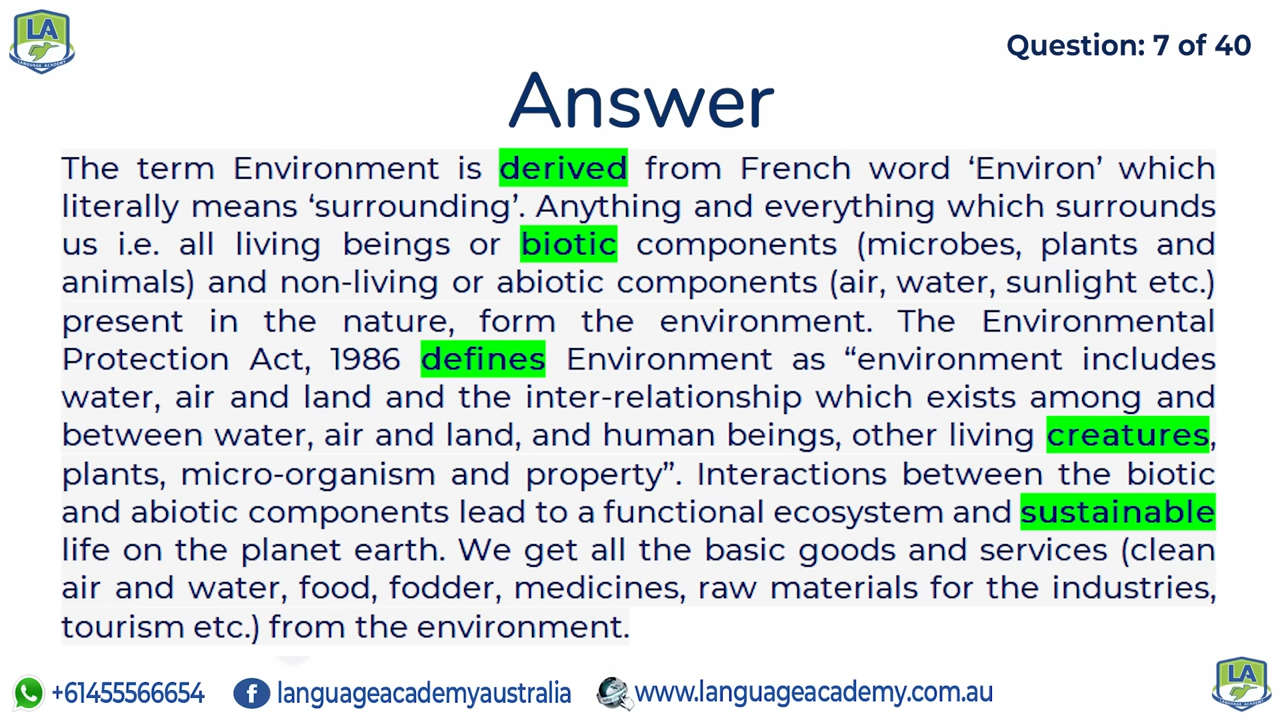 LA
LANGUAGE ACADEMY
Question: 7 of 40
Answer
The term Environment is derived from French word ‘Environ’ which
literally means ‘surrounding’. Anything and everything which surrounds
us i.e. all living beings or biotic components (microbes, plants and
animals) and non-living or abiotic components (air, water, sunlight etc.)
present in the nature, form the environment. The Environmental
Protection Act, 1986 defines Environment as “environment includes
water, air and land and the inter-relationship which exists among and
between water, air and land, and human beings, other living creatures,
plants, micro-organism and property”. Interactions between the biotic
and abiotic components lead to a functional ecosystem and sustainable
life on the planet earth. We get all the basic goods and services (clean
air and water, food, fodder, medicines, raw materials for the industries,
tourism etc.) from the environment.
+61455566654
languageacademyaustralia
www.languageacademy.com.au
LA
LANGUAGE ACADEMY